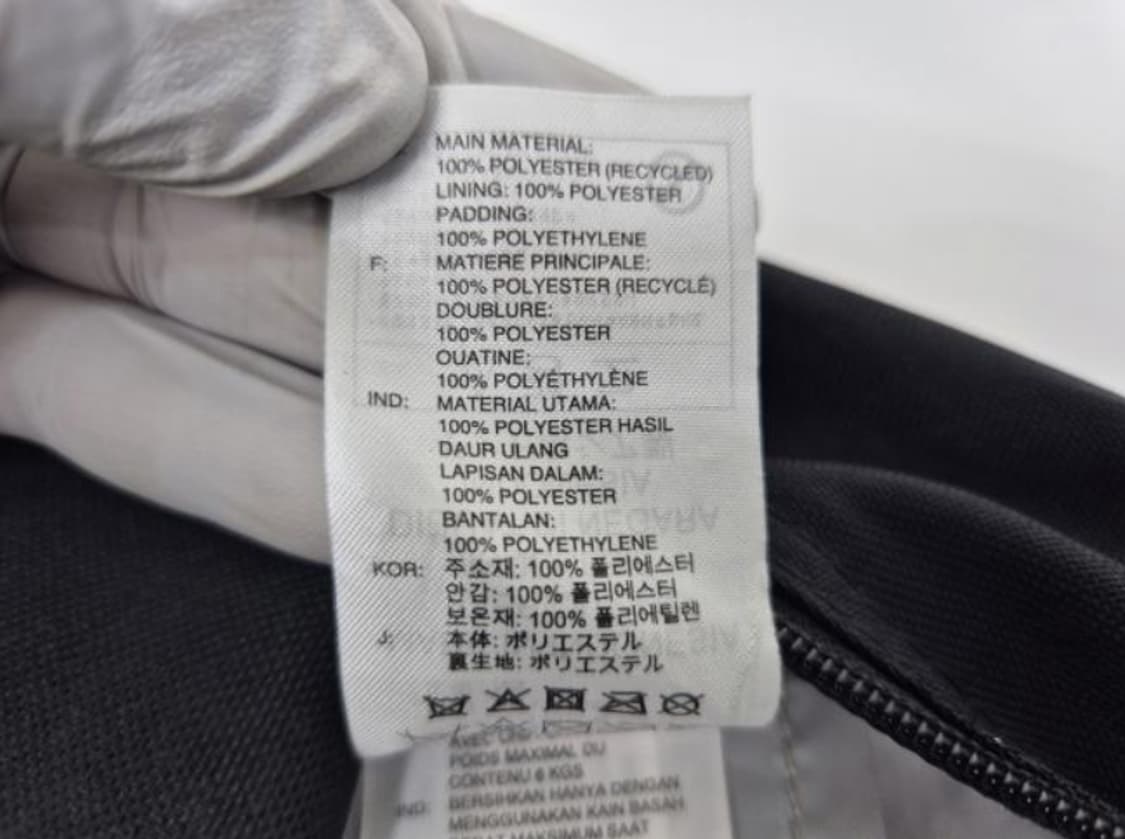 MAIN MATERIAL:
100% POLYESTER (RECYCLED)
LINING: 100% POLYESTER
PADDING:
100% POLYETHYLENE
F: MATIERE PRINCIPALE:
100% POLYESTER (RECYCLÉ)
DOUBLURE:
100% POLYESTER
OUATINE:
100% POLYÉTHYLÈNE
IND: MATERIAL UTAMA:
100% POLYESTER HASIL
DAUR ULANG
LAPISAN DALAM:
100% POLYESTER
BANTALAN:
100% POLYETHYLENE
KOR: 주소재: 100% 폴리에스터
안감: 100% 폴리에스터
보온재: 100% 폴리에틸렌
J: 本体: ポリエステル
裏生地: ポリエステル
POIDS MAXIMAL DU
CONTENU 6 KGS
IND: BERSIHKAN HANYA DENGAN
MENGGUNAKAN KAIN BASAH
MAKSIMUM SAAT